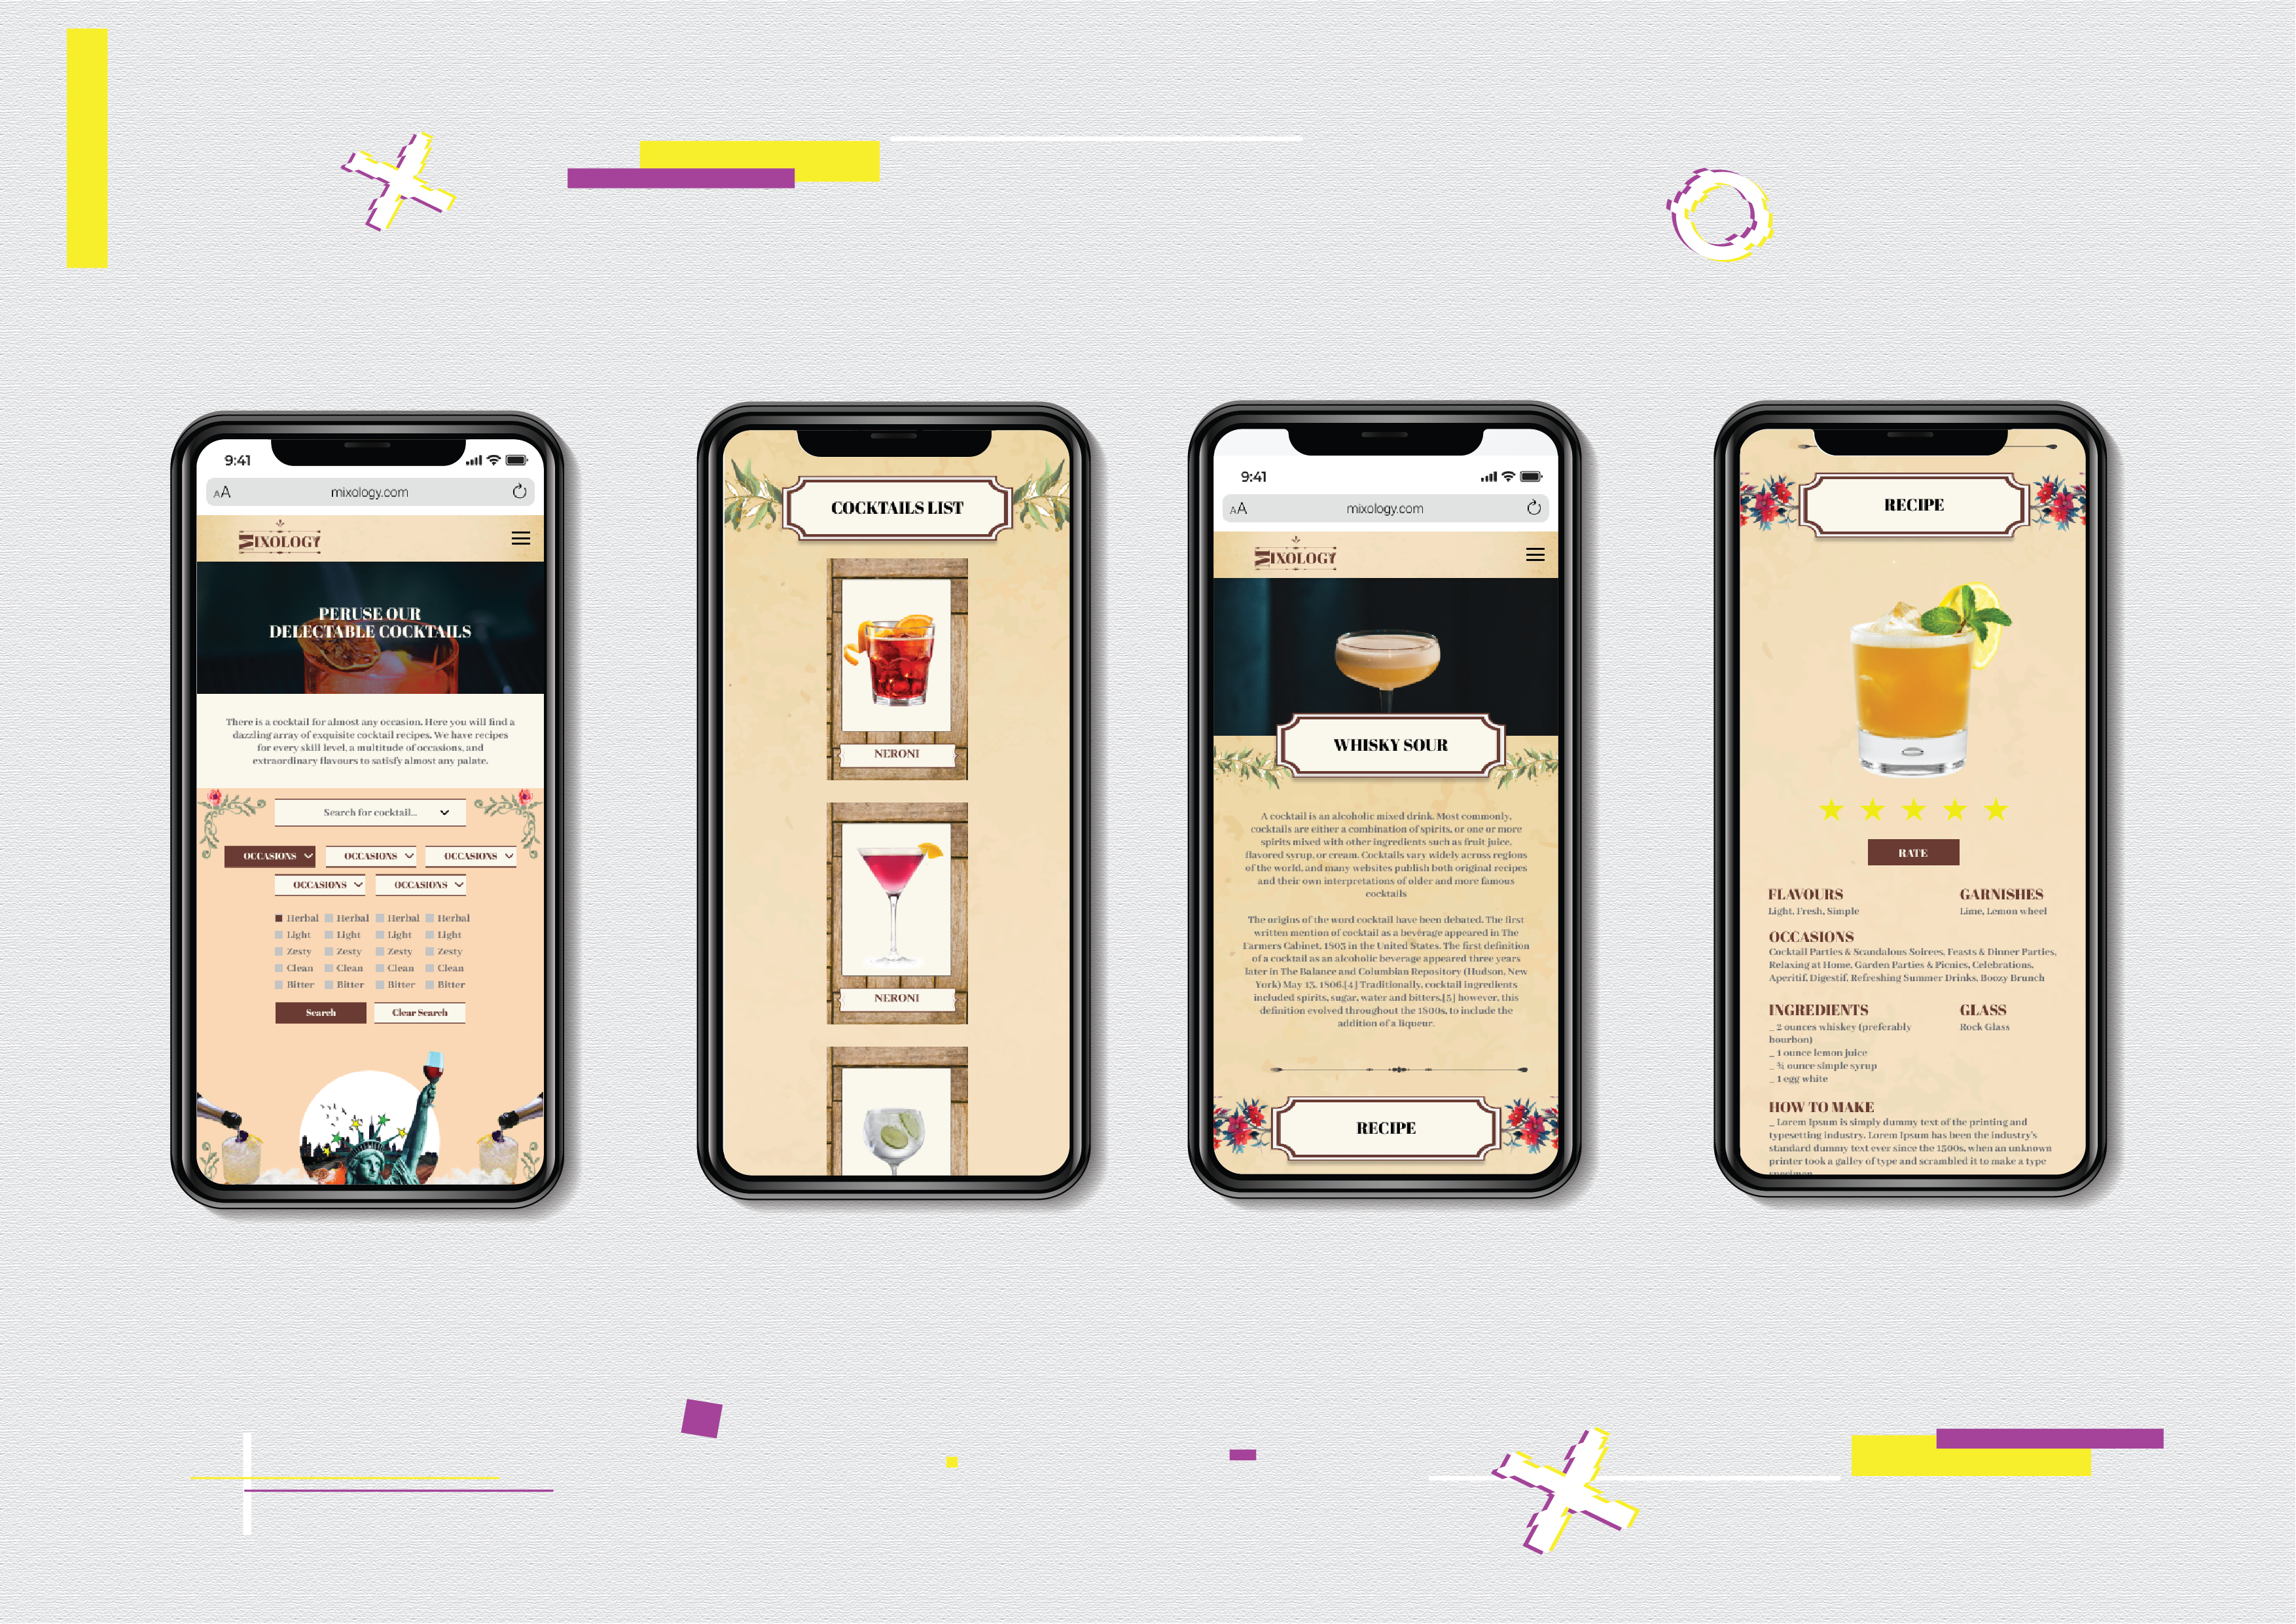 9:41
AA
mixology.com
MIXOLOGY
PERUSE OUR
DELECTABLE COCKTAILS
There is a cocktail for almost any occasion. Here you will find a
dazzling array of exquisite cocktail recipes. We have recipes
for every skill level, a multitude of occasions, and
extraordinary flavours to satisfy almost any palate.
Search for cocktail...
OCCASIONS OCCASIONS OCCASIONS
OCCASIONS OCCASIONS
Herbal Herbal Herbal Herbal
Light Light Light Light
Zesty Zesty Zesty Zesty
Clean Clean Clean Clean
Bitter Bitter Bitter Bitter
Search Clear Search
COCKTAILS LIST
NERONI
NERONI
9:41
AA
mixology.com
MIXOLOGY
WHISKY SOUR
A cocktail is an alcoholic mixed drink. Most commonly,
cocktails are either a combination of spirits, or one or more
spirits mixed with other ingredients such as fruit juice,
flavored syrup, or cream. Cocktails vary widely across regions
of the world, and many websites publish both original recipes
and their own interpretations of older and more famous
cocktails
The origins of the word cocktail have been debated. The first
written mention of cocktail as a beverage appeared in The
Farmers Cabinet, 1803 in the United States. The first definition
of a cocktail as an alcoholic beverage appeared three years
later in The Balance and Columbian Repository (Hudson, New
York) May 13, 1806.[4] Traditionally, cocktail ingredients
included spirits, sugar, water and bitters,[5] however, this
definition evolved throughout the 1800s, to include the
addition of a liqueur.
RECIPE
RECIPE
RATE
FLAVOURS GARNISHES
Light, Fresh, Simple Lime, Lemon wheel
OCCASIONS
Cocktail Parties & Scandalous Soirees, Feasts & Dinner Parties,
Relaxing at Home, Garden Parties & Picnics, Celebrations,
Aperitif, Digestif, Refreshing Summer Drinks, Boozy Brunch
INGREDIENTS GLASS
_ 2 ounces whiskey (preferably Rock Glass
bourbon)
_ 1 ounce lemon juice
_ ¾ ounce simple syrup
_ 1 egg white
HOW TO MAKE
_ Lorem Ipsum is simply dummy text of the printing and
typesetting industry. Lorem Ipsum has been the industry's
standard dummy text ever since the 1500s, when an unknown
printer took a galley of type and scrambled it to make a type
specimen